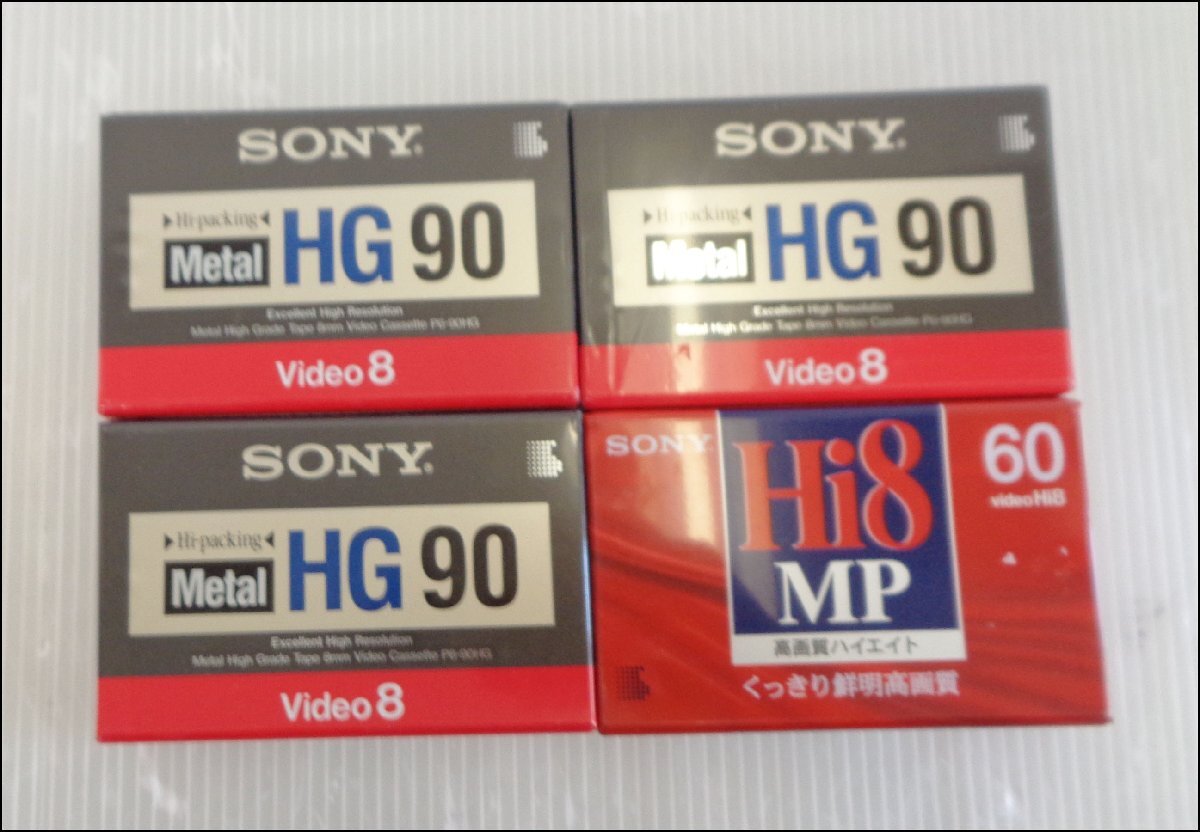 SONY
Hi-packing
Metal HG 90
Excellent High Resolution
Metal High Grade Tape 8mm Video Cassette P6-90HG
Video 8
SONY
Hi-packing
Metal HG 90
Excellent High Resolution
Metal High Grade Tape 8mm Video Cassette P6-90HG
Video 8
SONY
Hi-packing
Metal HG 90
Excellent High Resolution
Metal High Grade Tape 8mm Video Cassette P6-90HG
Video 8
SONY
Hi8
MP
高画質ハイエイト
くっきり鮮明高画質
60
video Hi8